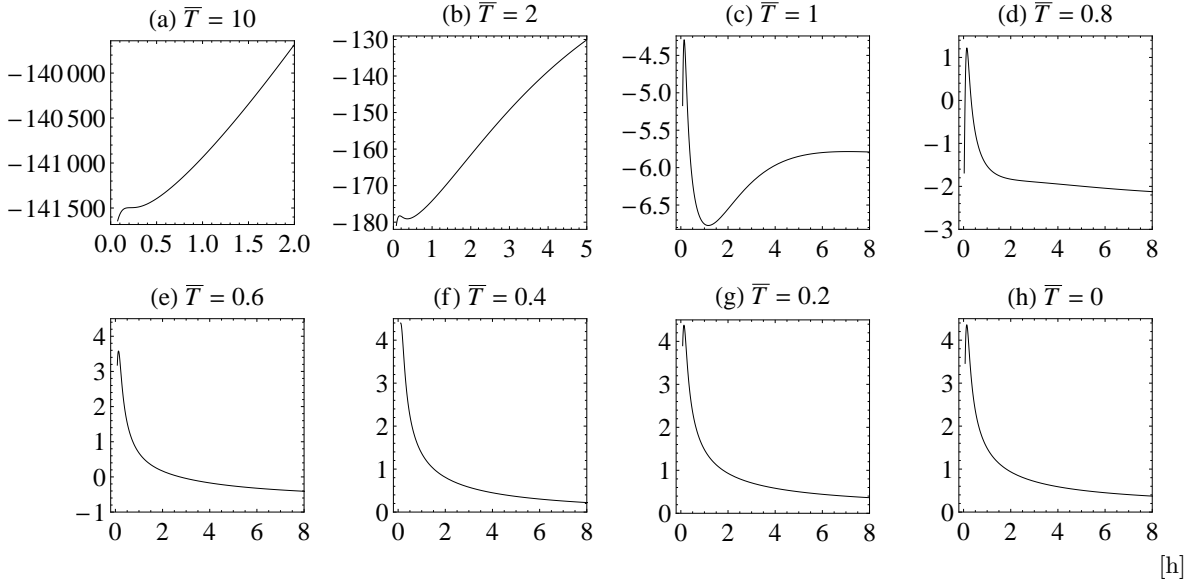 (a) T̅ = 10
(b) T̅ = 2
(c) T̅ = 1
(d) T̅ = 0.8
−140 000
−140 500
−141 000
−141 500
0.0 0.5 1.0 1.5 2.0
−130
−140
−150
−160
−170
−180
0 1 2 3 4 5
−4.5
−5.0
−5.5
−6.0
−6.5
0 2 4 6 8
1
0
−1
−2
−3
0 2 4 6 8
(e) T̅ = 0.6
(f) T̅ = 0.4
(g) T̅ = 0.2
(h) T̅ = 0
4
3
2
1
0
−1
0 2 4 6 8
4
3
2
1
0
0 2 4 6 8
4
3
2
1
0
0 2 4 6 8
4
3
2
1
0
0 2 4 6 8
[h]